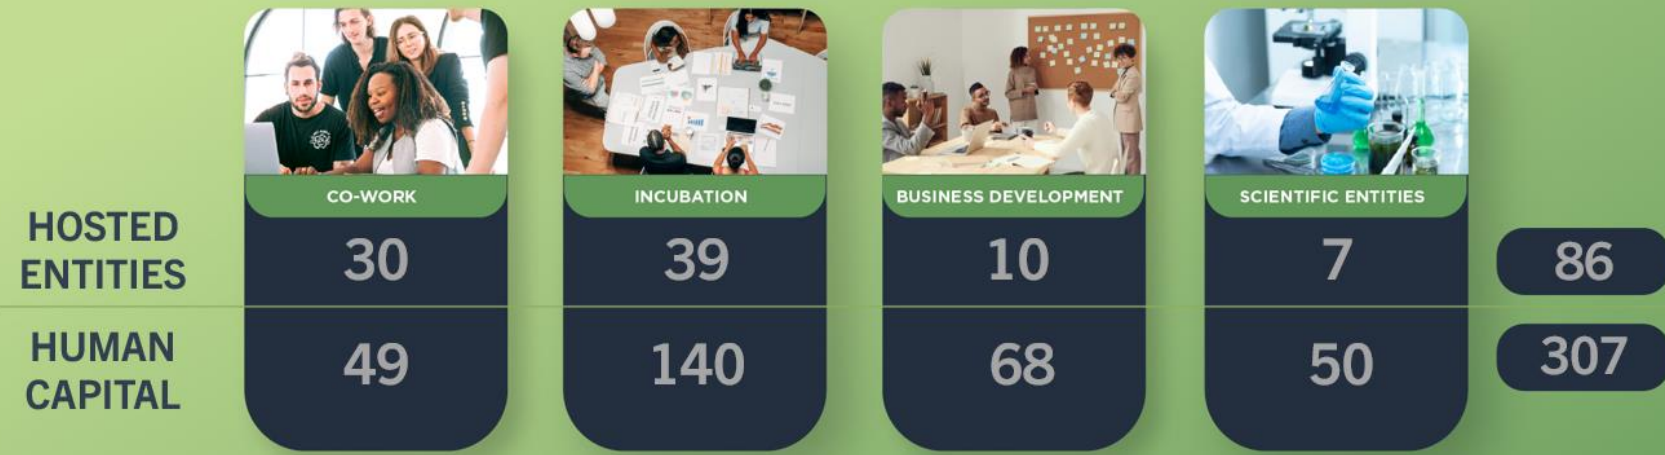 CO-WORK
INCUBATION
BUSINESS DEVELOPMENT
SCIENTIFIC ENTITIES
HOSTED
ENTITIES
30
39
10
7
86
HUMAN
CAPITAL
49
140
68
50
307